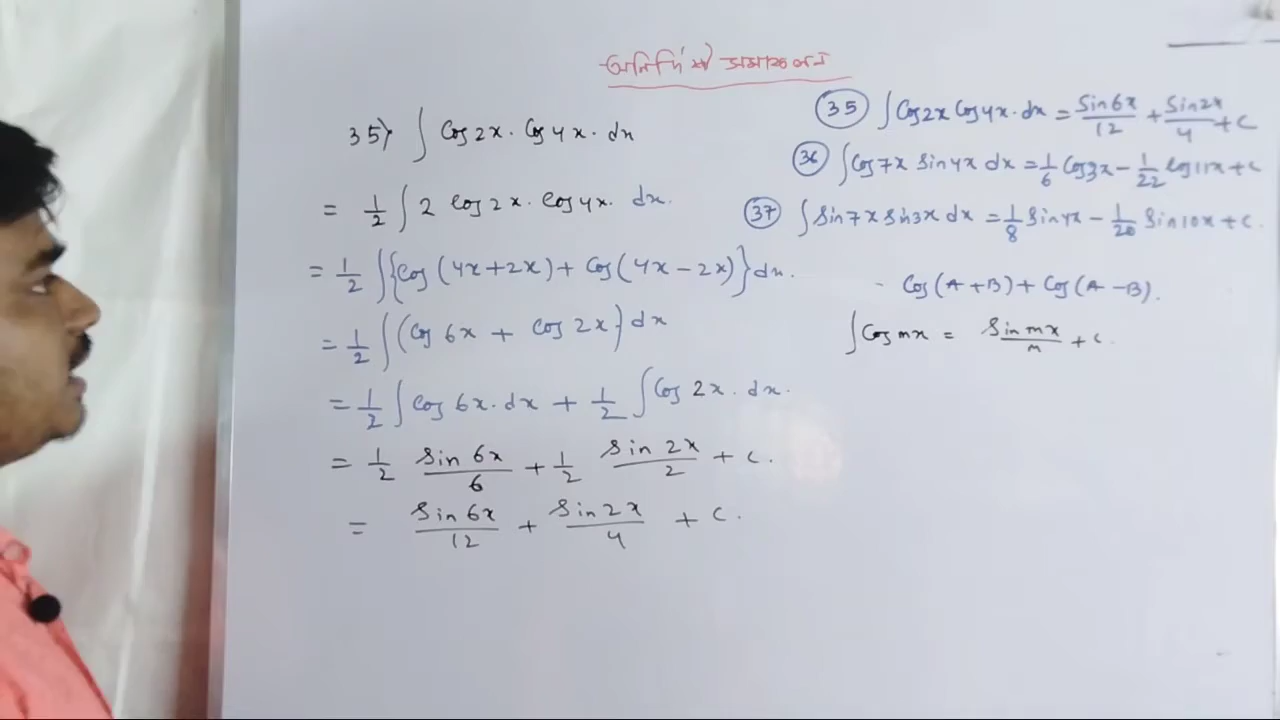 অনির্দিষ্ট সমাকলন
35) ∫ Cos 2x · Cos 4x · dx
= 1/2 ∫ 2 Cos 2x · Cos 4x · dx
= 1/2 ∫ {Cos (4x+2x) + Cos (4x-2x)} dx.
= 1/2 ∫ (Cos 6x + Cos 2x) dx
= 1/2 ∫ Cos 6x · dx + 1/2 ∫ Cos 2x · dx.
= 1/2 Sin 6x/6 + 1/2 Sin 2x/2 + c.
= Sin 6x/12 + Sin 2x/4 + c.
(35) ∫ Cos2x Cos4x · dx = Sin6x/12 + Sin2x/4 + c
(36) ∫ Cos7x Sin4x dx = 1/6 Cos3x - 1/22 Cos11x + c
(37) ∫ Sin7x Sin3x dx = 1/8 Sin4x - 1/20 Sin10x + c.
Cos (A+B) + Cos (A-B).
∫ Cos mx = Sin mx/m + c.